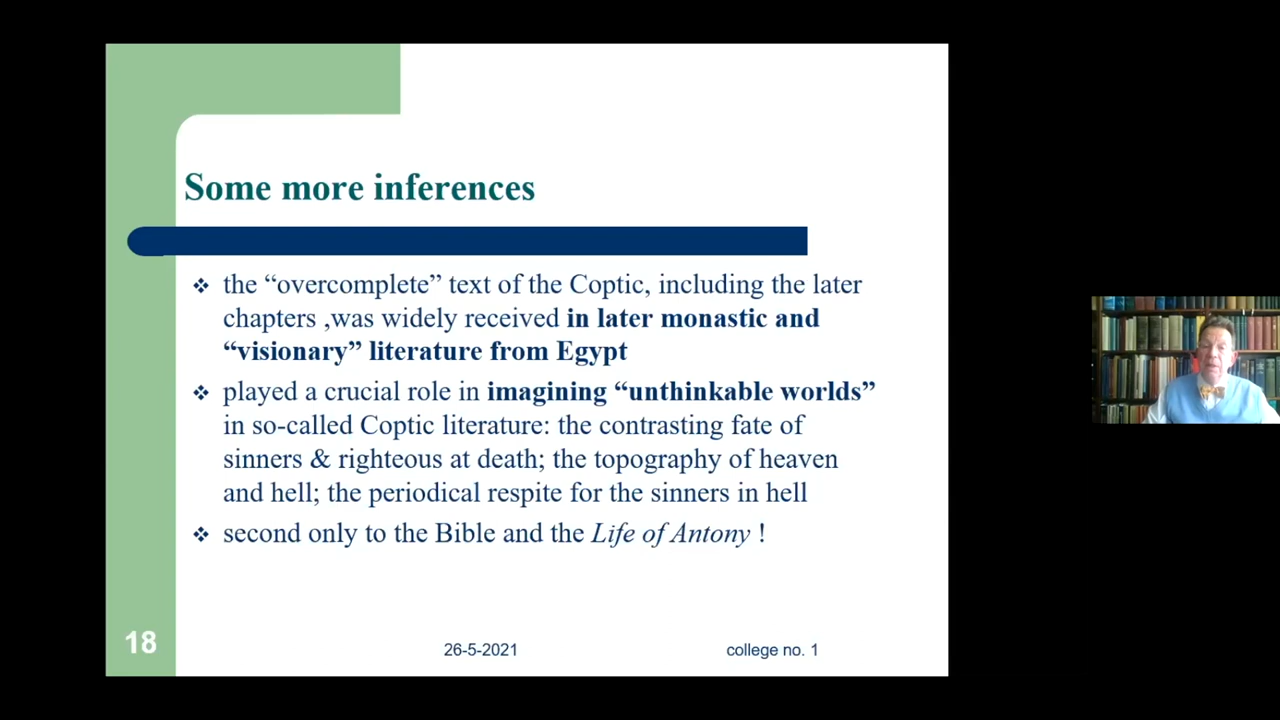 Some more inferences
❖ the “overcomplete” text of the Coptic, including the later
chapters ,was widely received in later monastic and
“visionary” literature from Egypt
❖ played a crucial role in imagining “unthinkable worlds”
in so-called Coptic literature: the contrasting fate of
sinners & righteous at death; the topography of heaven
and hell; the periodical respite for the sinners in hell
❖ second only to the Bible and the Life of Antony !
18
26-5-2021
college no. 1